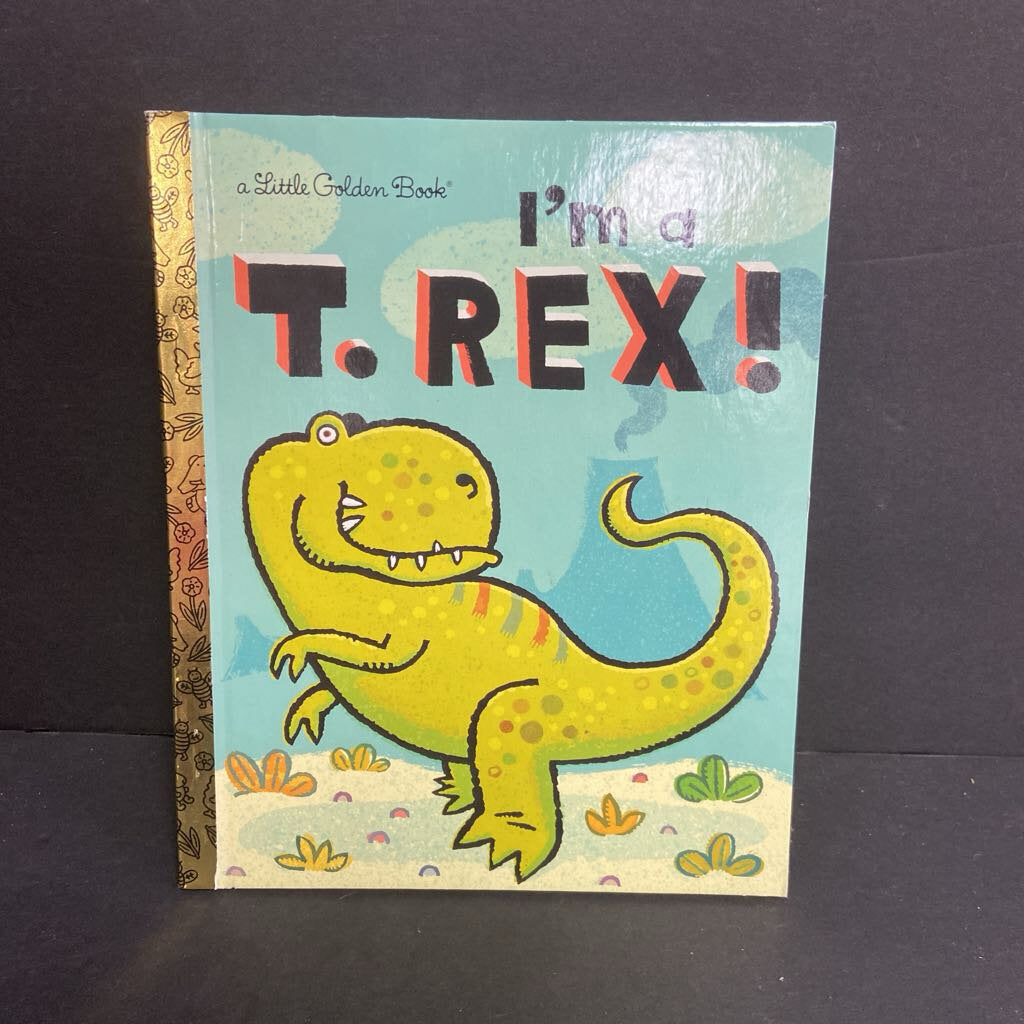 a Little Golden Book®
I'm a
T. REX!